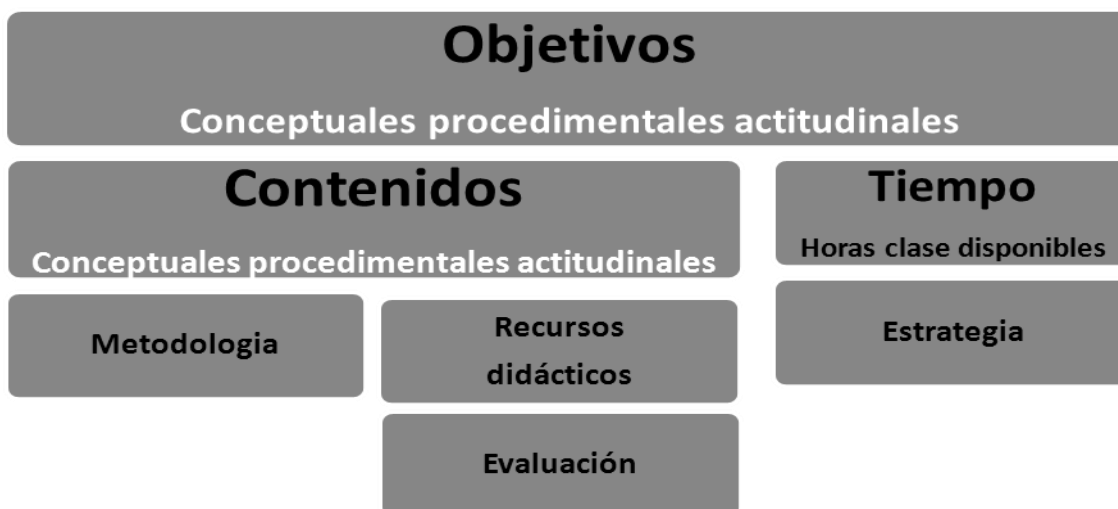 Objetivos
Conceptuales procedimentales actitudinales
Contenidos
Conceptuales procedimentales actitudinales
Tiempo
Horas clase disponibles
Metodologia
Recursos
didácticos
Estrategia
Evaluación